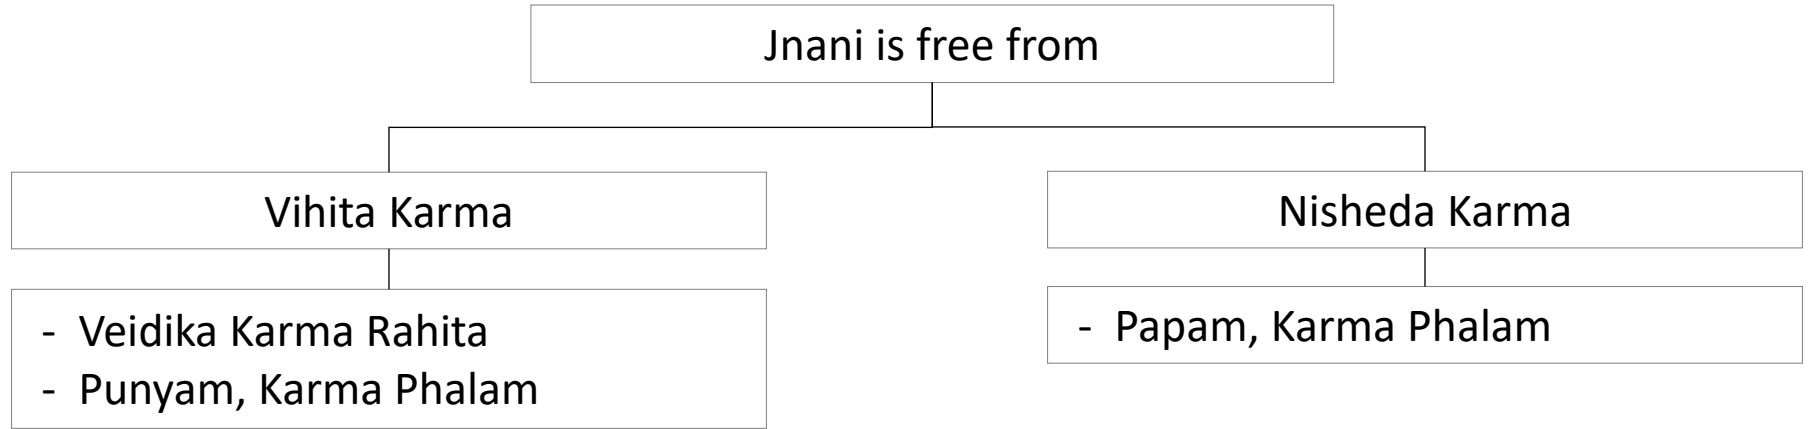 Jnani is free from
Vihita Karma
Nisheda Karma
- Veidika Karma Rahita
- Punyam, Karma Phalam
- Papam, Karma Phalam